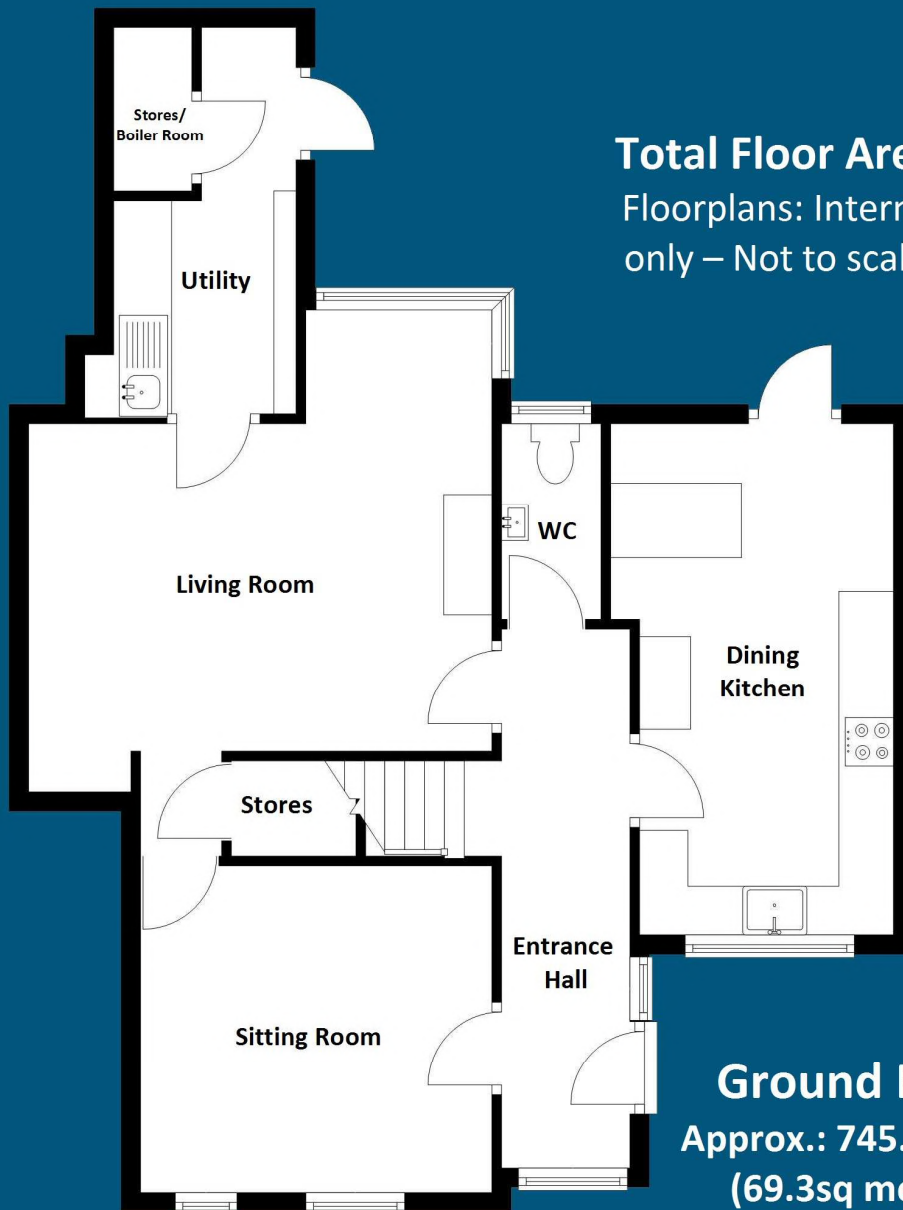 Stores/
Boiler Room
Total Floor Are
Floorplans: Intern
only – Not to scal
Utility
WC
Living Room
Dining
Kitchen
Stores
Entrance
Hall
Sitting Room
Ground
Approx.: 745.
(69.3sq me